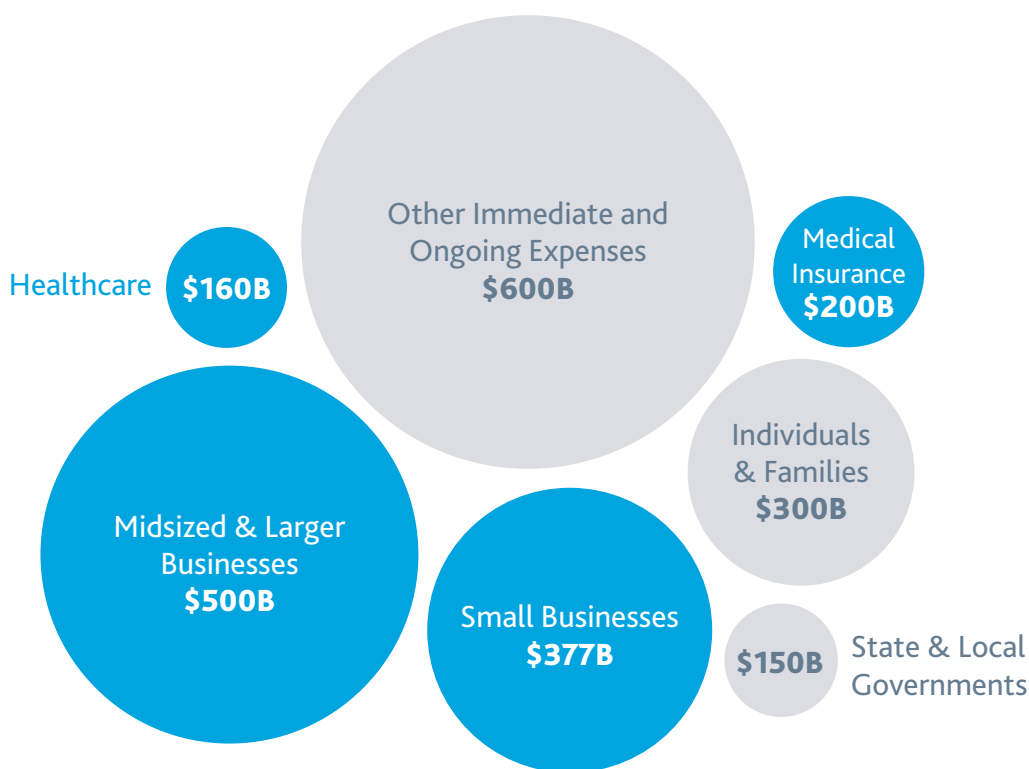 Other Immediate and
Ongoing Expenses
$600B
Healthcare
$160B
Medical
Insurance
$200B
Individuals
& Families
$300B
Midsized & Larger
Businesses
$500B
Small Businesses
$377B
$150B
State & Local
Governments